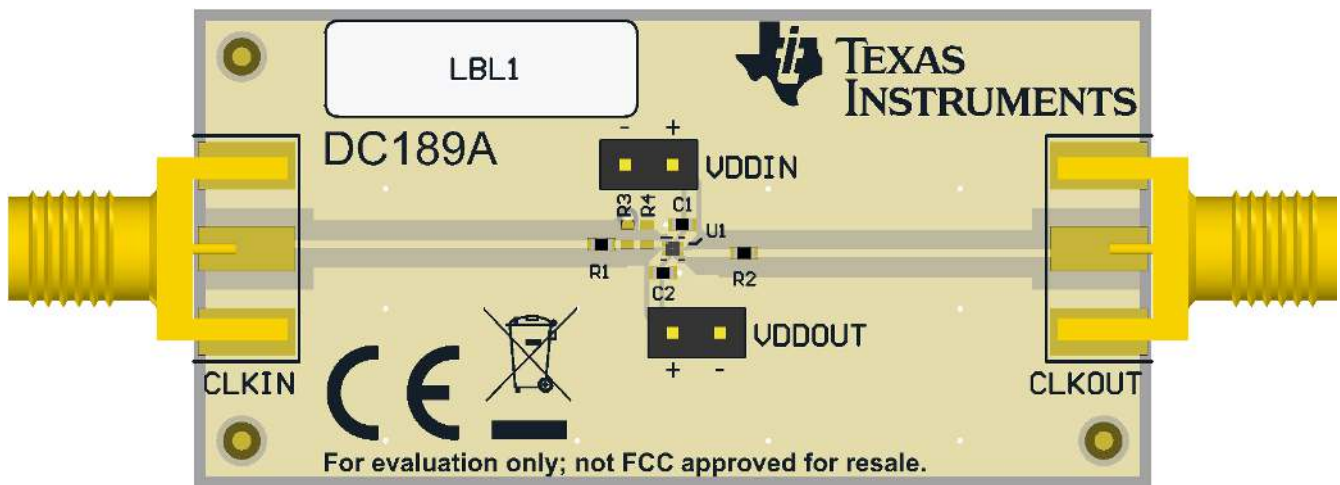 LBL1
TEXAS
INSTRUMENTS
DC189A
- +
VDDIN
R3 R4 C1
U1
R1
R2
C2
VDDOUT
+ -
CLKIN
CLKOUT
CE
For evaluation only; not FCC approved for resale.